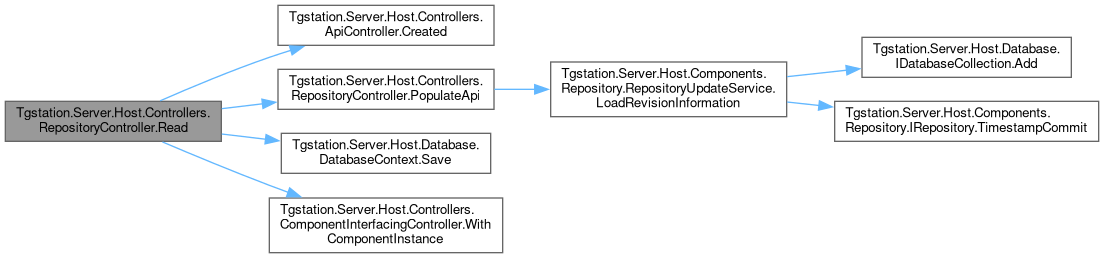 Tgstation.Server.Host.Controllers.
RepositoryController.Read
Tgstation.Server.Host.Controllers.
ApiController.Created
Tgstation.Server.Host.Controllers.
RepositoryController.PopulateApi
Tgstation.Server.Host.Components.
Repository.RepositoryUpdateService.
LoadRevisionInformation
Tgstation.Server.Host.Database.
IDatabaseCollection.Add
Tgstation.Server.Host.Components.
Repository.IRepository.TimestampCommit
Tgstation.Server.Host.Database.
DatabaseContext.Save
Tgstation.Server.Host.Controllers.
ComponentInterfacingController.With
ComponentInstance